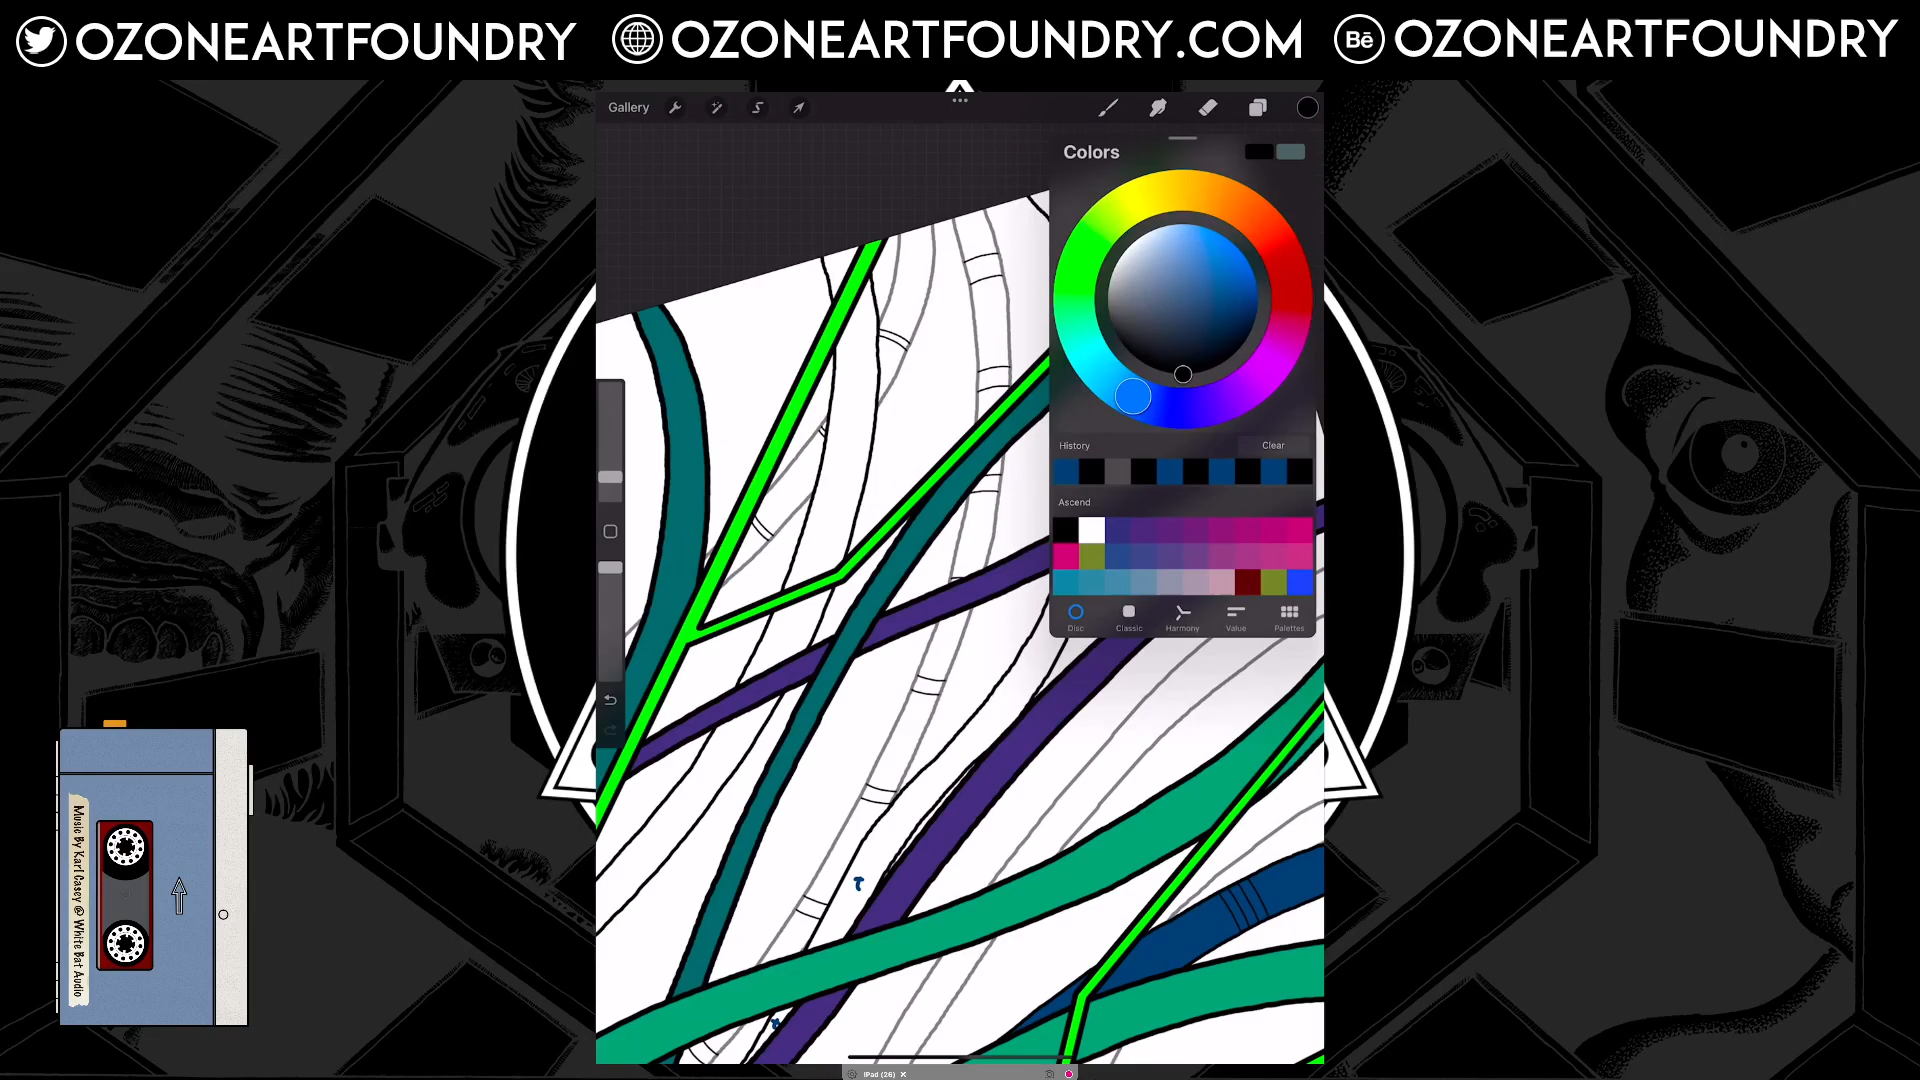 OZONEARTFOUNDRY
OZONEARTFOUNDRY.COM
Bē OZONEARTFOUNDRY
Gallery
Colors
History
Clear
Ascend
Disc
Classic
Harmony
Value
Palettes
Music By Karl Casey @ White Bat Audio
iPad (26)